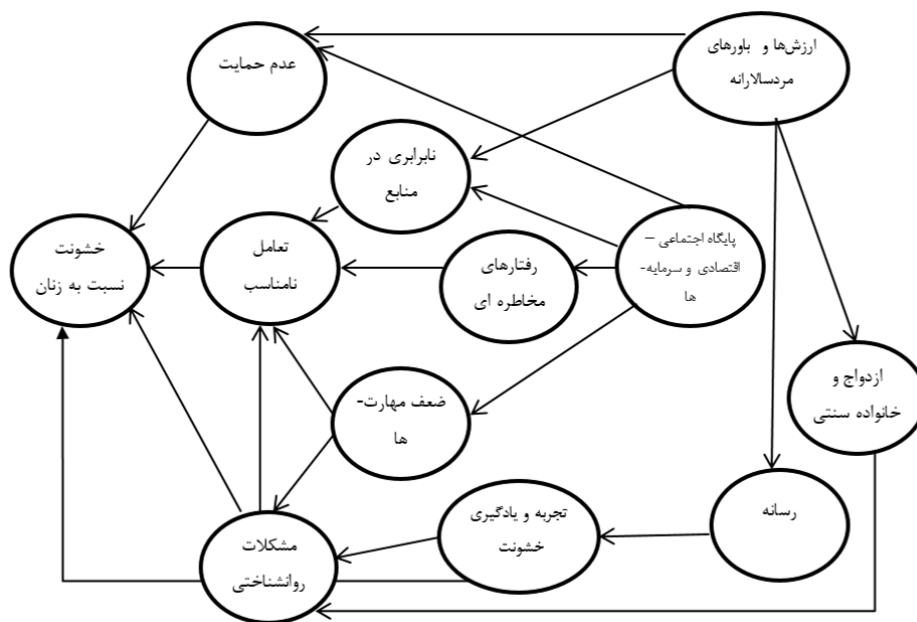 ارزش‌ها و باورهای
مردسالارانه
عدم حمایت
نابرابری در
منابع
پایگاه اجتماعی –
اقتصادی و سرمایه-
ها
رفتارهای
مخاطره ای
تعامل
نامناسب
خشونت
نسبت به زنان
ازدواج و
خانواده سنتی
ضعف مهارت-
ها
رسانه
تجربه و یادگیری
خشونت
مشکلات
روانشناختی